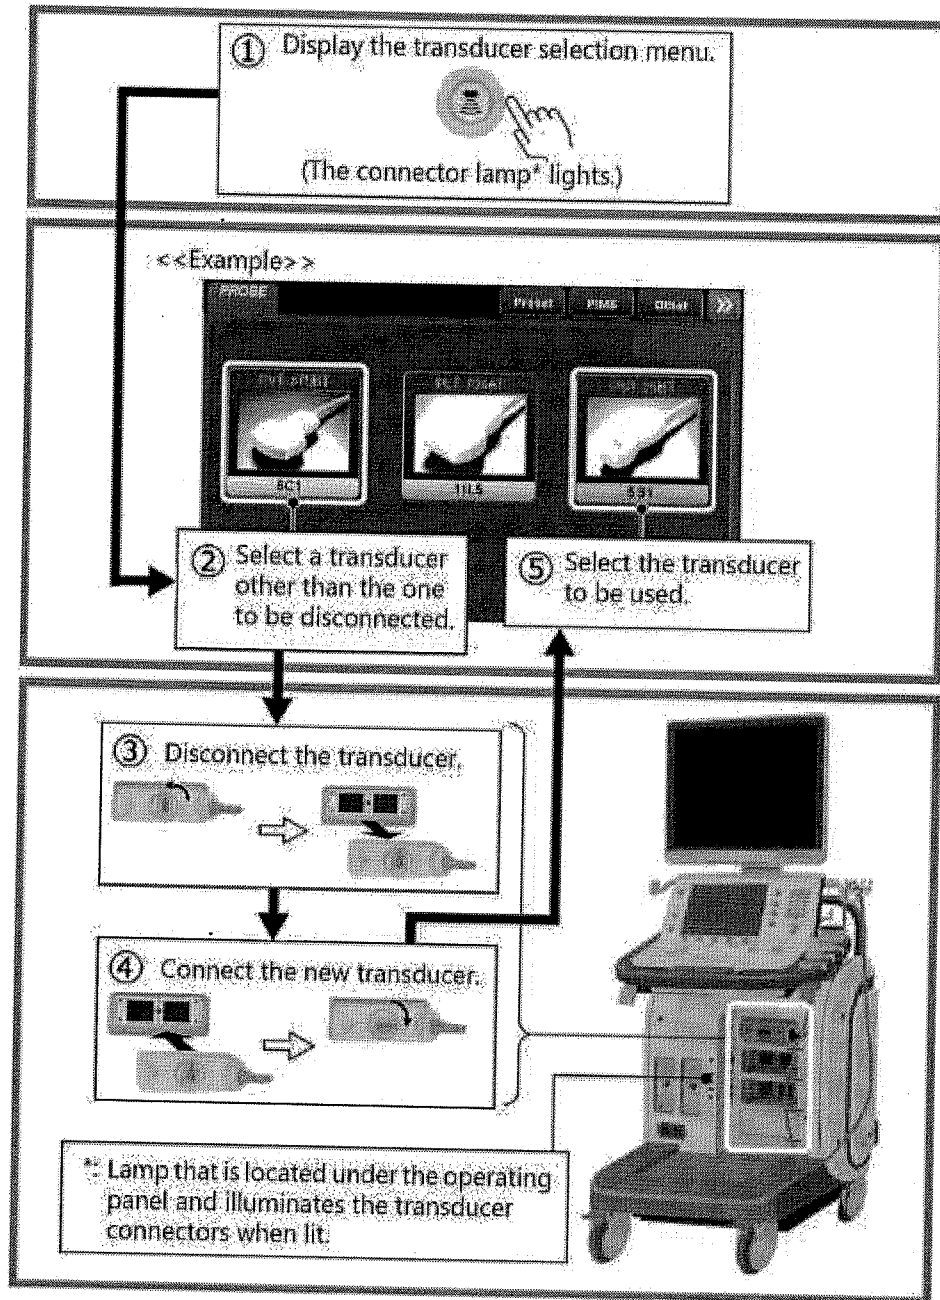 ① Display the transducer selection menu.
(The connector lamp* lights.)
<<Example>>
PROBE
Preset
Offset
>>
11L5
② Select a transducer
other than the one
to be disconnected.
⑤ Select the transducer
to be used.
③ Disconnect the transducer.
④ Connect the new transducer.
*: Lamp that is located under the operating
panel and illuminates the transducer
connectors when lit.